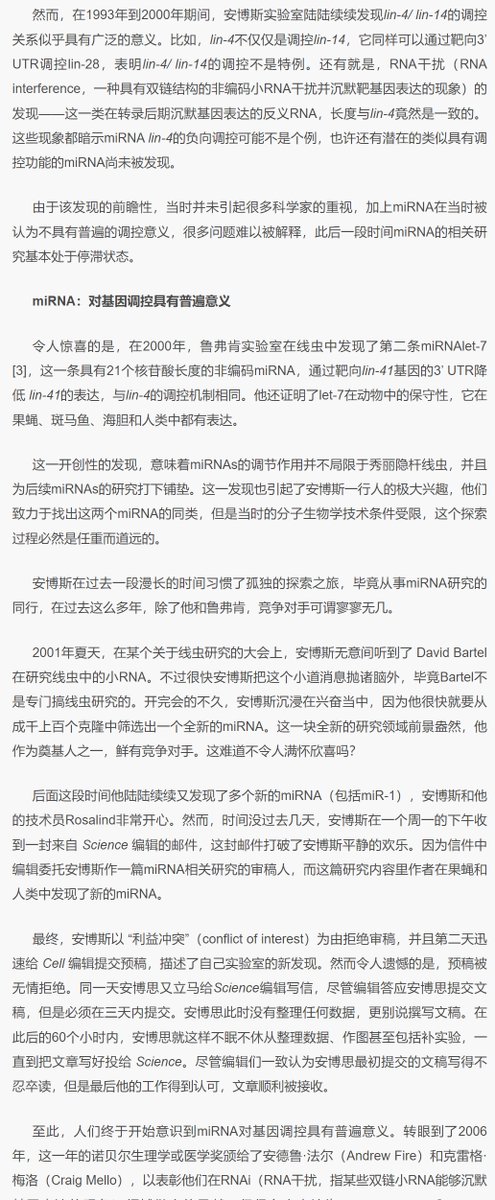 然而，在1993年到2000年期间，安博斯实验室陆陆续续发现lin-4/ lin-14的调控
关系似乎具有广泛的意义。比如，lin-4不仅仅是调控lin-14，它同样可以通过靶向3’
UTR调控lin-28，表明lin-4/ lin-14的调控不是特例。还有就是，RNA干扰（RNA
interference，一种具有双链结构的非编码小RNA干扰并沉默靶基因表达的现象）的
发现——这一类在转录后期沉默基因表达的反义RNA，长度与lin-4竟然是一致的。
这些现象都暗示miRNA lin-4的负向调控可能不是个例，也许还有潜在的类似具有调
控功能的miRNA尚未被发现。
由于该发现的前瞻性，当时并未引起很多科学家的重视，加上miRNA在当时被
认为不具有普遍的调控意义，很多问题难以被解释，此后一段时间miRNA的相关研
究基本处于停滞状态。
miRNA：对基因调控具有普遍意义
令人惊喜的是，在2000年，鲁弗肯实验室在线虫中发现了第二条miRNAlet-7
[3]，这一条具有21个核苷酸长度的非编码miRNA，通过靶向lin-41基因的3’ UTR降
低 lin-41的表达，与lin-4的调控机制相同。他还证明了let-7在动物中的保守性，它在
果蝇、斑马鱼、海胆和人类中都有表达。
这一开创性的发现，意味着miRNAs的调节作用并不局限于秀丽隐杆线虫，并且
为后续miRNAs的研究打下铺垫。这一发现也引起了安博斯一行人的极大兴趣，他们
致力于找出这两个miRNA的同类，但是当时的分子生物学技术条件受限，这个探索
过程必然是任重而道远的。
安博斯在过去一段漫长的时间习惯了孤独的探索之旅，毕竟从事miRNA研究的
同行，在过去这么多年，除了他和鲁弗肯，竞争对手可谓寥寥无几。
2001年夏天，在某个关于线虫研究的大会上，安博斯无意间听到了 David Bartel
在研究线虫中的小RNA。不过很快安博斯把这个小道消息抛诸脑外，毕竟Bartel不
是专门搞线虫研究的。开完会的不久，安博斯沉浸在兴奋当中，因为他很快就要从
成千上百个克隆中筛选出一个全新的miRNA。这一块全新的研究领域前景盎然，他
作为奠基人之一，鲜有竞争对手。这难道不令人满怀欣喜吗？
后面这段时间他陆陆续续又发现了多个新的miRNA（包括miR-1），安博斯和他
的技术员Rosalind非常开心。然而，时间没过去几天，安博斯在一个周一的下午收
到一封来自 Science 编辑的邮件，这封邮件打破了安博斯平静的欢乐。因为信件中
编辑委托安博斯作一篇miRNA相关研究的审稿人，而这篇研究内容里作者在果蝇和
人类中发现了新的miRNA。
最终，安博斯以 “利益冲突”（conflict of interest）为由拒绝审稿，并且第二天迅
速给 Cell 编辑提交预稿，描述了自己实验室的新发现。然而令人遗憾的是，预稿被
无情拒绝。同一天安博思又立马给Science编辑写信，尽管编辑答应安博思提交文
稿，但是必须在三天内提交。安博思此时没有整理任何数据，更别说撰写文稿。在
此后的60个小时内，安博思就这样不眠不休从整理数据、作图甚至包括补实验，一
直到把文章写好投给 Science。尽管编辑们一致认为安博思最初提交的文稿写得不
忍卒读，但是最后他的工作得到认可，文章顺利被接收。
至此，人们终于开始意识到miRNA对基因调控具有普遍意义。转眼到了2006
年，这一年的诺贝尔生理学或医学奖颁给了安德鲁·法尔（Andrew Fire）和克雷格·
梅洛（Craig Mello），以表彰他们在RNAi（RNA干扰，指某些双链小RNA能够沉默